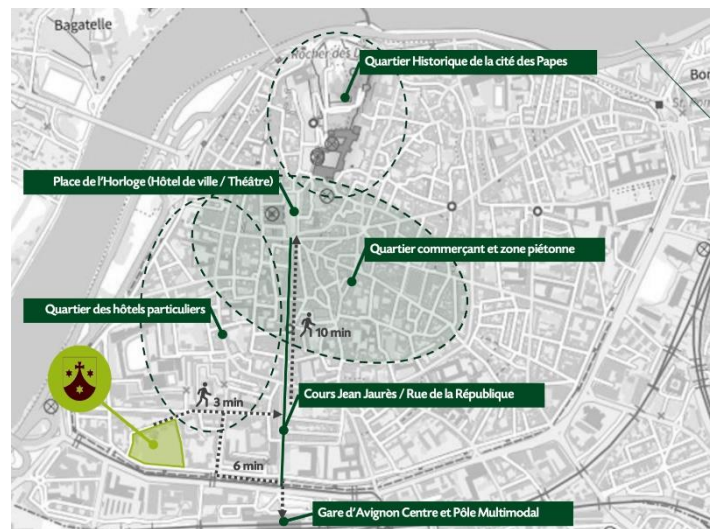 Bagatelle
Rocher des
Quartier Historique de la cité des Papes
Place de l'Horloge (Hôtel de ville / Théâtre)
Quartier commerçant et zone piétonne
Quartier des hôtels particuliers
10 min
3 min
Cours Jean Jaurès / Rue de la République
6 min
Gare d'Avignon Centre et Pôle Multimodal